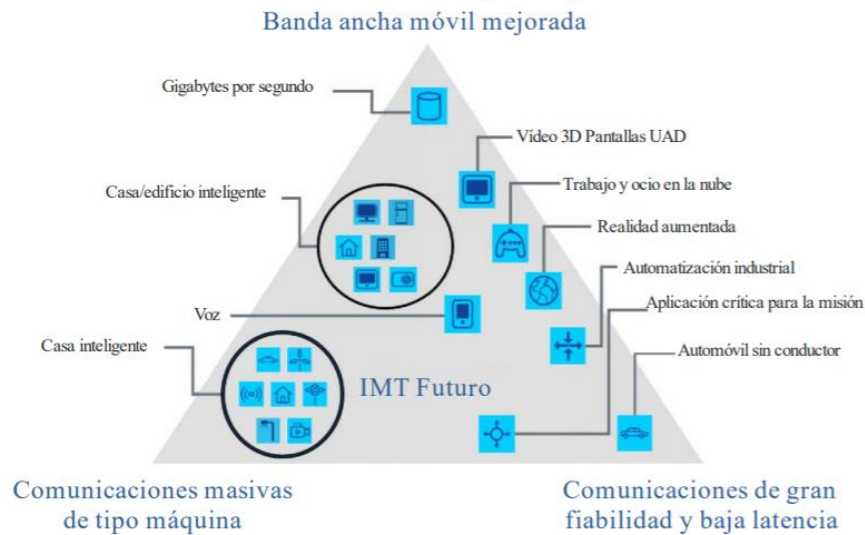 Banda ancha móvil mejorada
Gigabytes por segundo
Vídeo 3D Pantallas UAD
Trabajo y ocio en la nube
Casa/edificio inteligente
Realidad aumentada
Automatización industrial
Aplicación crítica para la misión
Voz
Casa inteligente
Automóvil sin conductor
IMT Futuro
Comunicaciones masivas
de tipo máquina
Comunicaciones de gran
fiabilidad y baja latencia